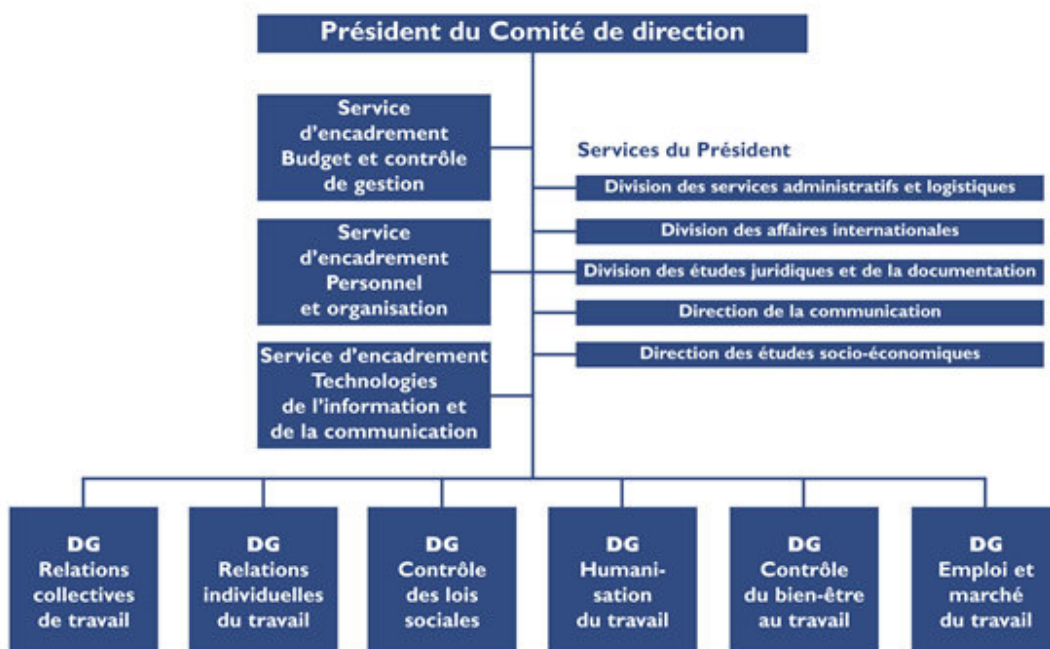 Président du Comité de direction
Service
d'encadrement
Budget et contrôle
de gestion
Service
d'encadrement
Personnel
et organisation
Service d'encadrement
Technologies
de l'information et
de la communication
Services du Président
Division des services administratifs et logistiques
Division des affaires internationales
Division des études juridiques et de la documentation
Direction de la communication
Direction des études socio-économiques
DG
Relations
collectives
de travail
DG
Relations
individuelles
du travail
DG
Contrôle
des lois
sociales
DG
Humani-
sation
du travail
DG
Contrôle
du bien-être
au travail
DG
Emploi et
marché
du travail